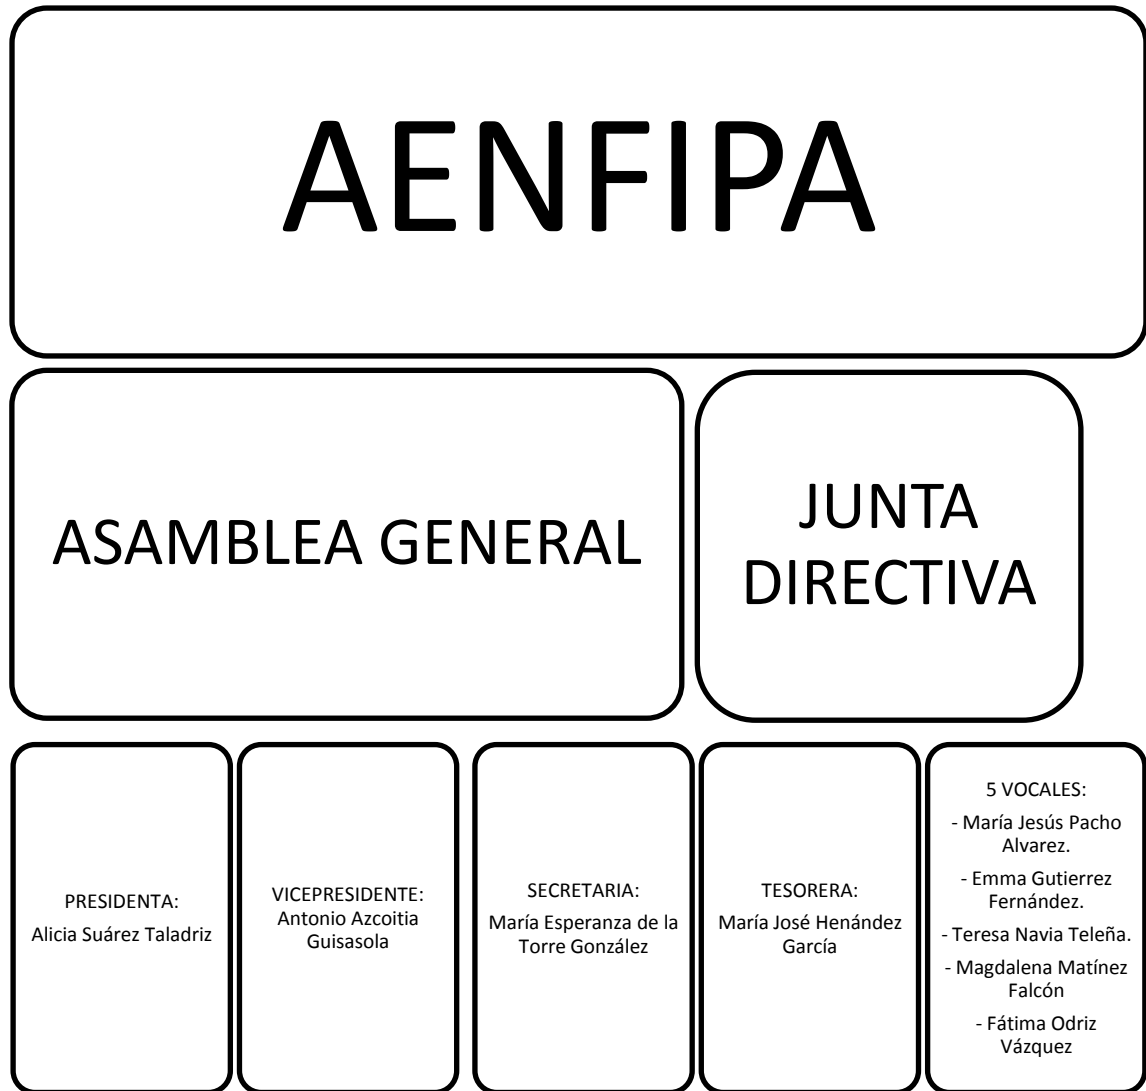 AENFIPA
ASAMBLEA GENERAL
JUNTA
DIRECTIVA
PRESIDENTA:
Alicia Suárez Taladriz
VICEPRESIDENTE:
Antonio Azcoitia
Guisasola
SECRETARIA:
María Esperanza de la
Torre González
TESORERA:
María José Henández
García
5 VOCALES:
- María Jesús Pacho
Alvarez.
- Emma Gutierrez
Fernández.
- Teresa Navia Teleña.
- Magdalena Matínez
Falcón
- Fátima Odriz
Vázquez